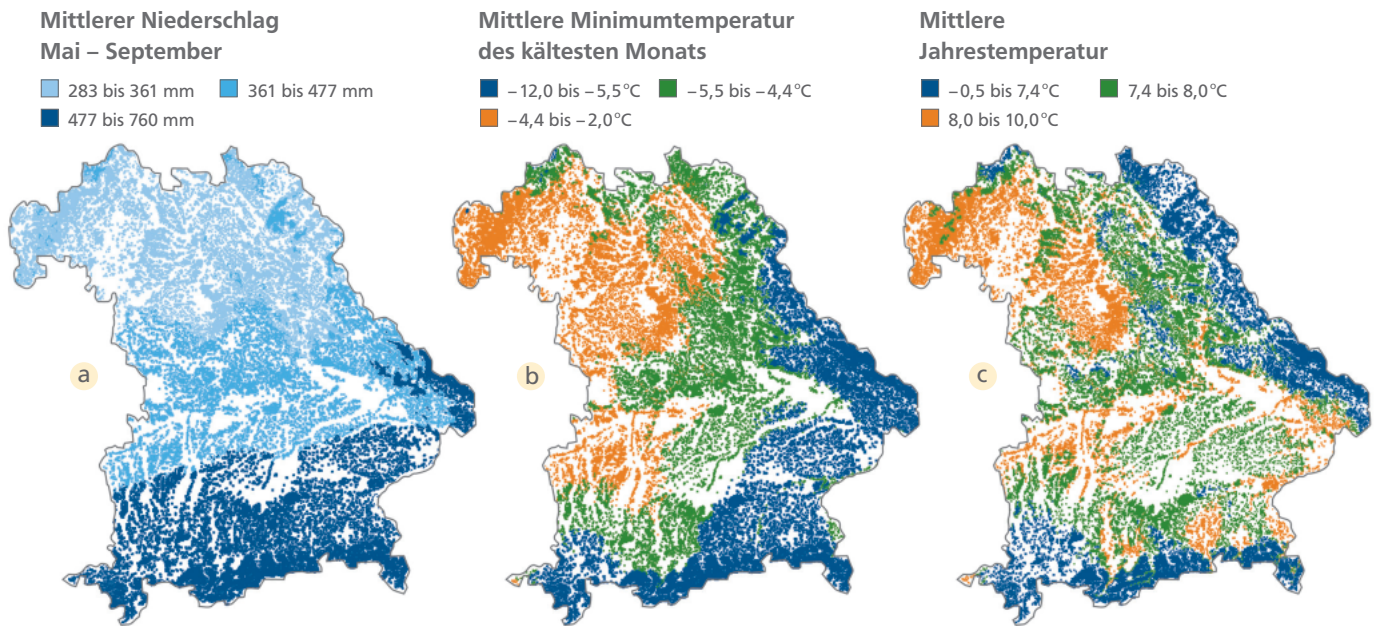 Mittlerer Niederschlag
Mai – September
283 bis 361 mm
361 bis 477 mm
477 bis 760 mm
a
Mittlere Minimumtemperatur
des kältesten Monats
–12,0 bis –5,5 °C
–5,5 bis –4,4 °C
–4,4 bis –2,0 °C
b
Mittlere
Jahrestemperatur
–0,5 bis 7,4 °C
7,4 bis 8,0 °C
8,0 bis 10,0 °C
c